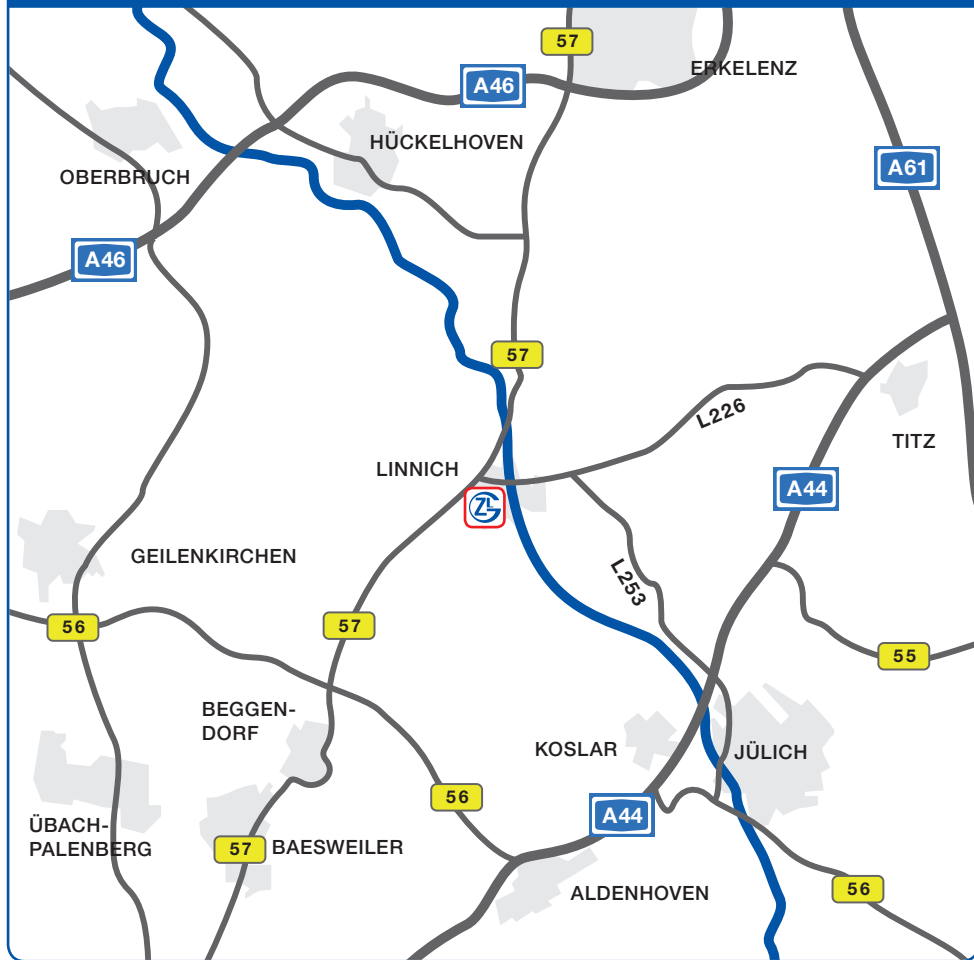 57
ERKELENZ
A46
HÜCKELHOVEN
A61
OBERBRUCH
A46
57
L226
TITZ
LINNICH
A44
ZLG
GEILENKIRCHEN
L253
56
57
55
BEGGEN-
DORF
KOSLAR
JÜLICH
56
A44
ÜBACH-
PALENBERG
57
BAESWEILER
ALDENHOVEN
56